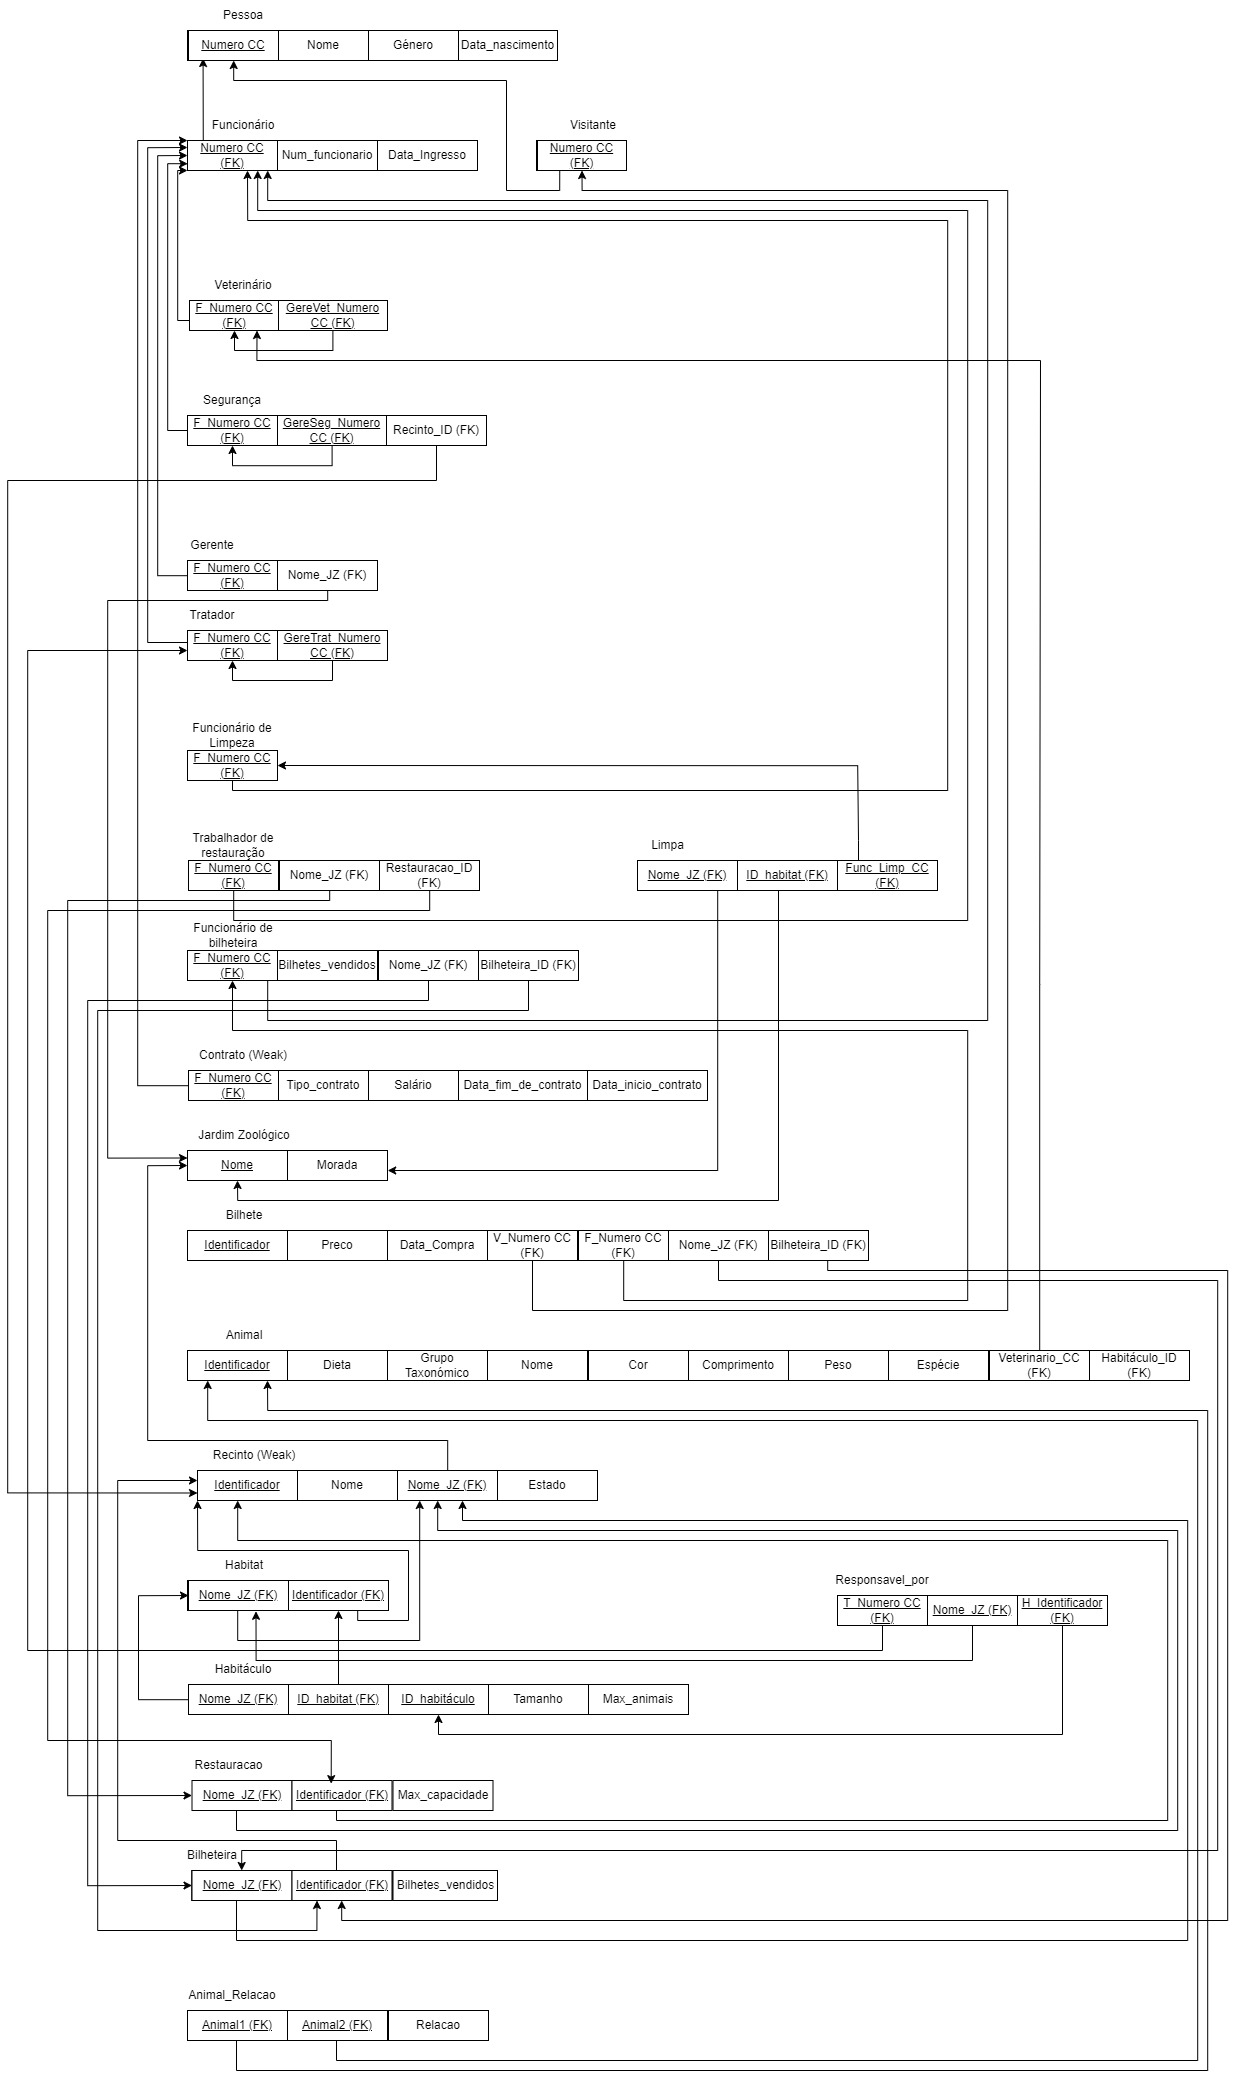 Pessoa
Numero CC
Nome
Género
Data_nascimento
Funcionário
Numero CC
(FK)
Num_funcionario
Data_Ingresso
Visitante
Numero CC
(FK)
Veterinário
F_Numero CC
(FK)
GereVet_Numero
CC (FK)
Segurança
F_Numero CC
(FK)
GereSeg_Numero
CC (FK)
Recinto_ID (FK)
Gerente
F_Numero CC
(FK)
Nome_JZ (FK)
Tratador
F_Numero CC
(FK)
GereTrat_Numero
CC (FK)
Funcionário de
Limpeza
F_Numero CC
(FK)
Trabalhador de
restauração
F_Numero CC
(FK)
Nome_JZ (FK)
Restauracao_ID
(FK)
Limpa
Nome_JZ (FK)
ID_habitat (FK)
Func_Limp_CC
(FK)
Funcionário de
bilheteira
F_Numero CC
(FK)
Bilhetes_vendidos
Nome_JZ (FK)
Bilheteira_ID (FK)
Contrato (Weak)
F_Numero CC
(FK)
Tipo_contrato
Salário
Data_fim_de_contrato
Data_inicio_contrato
Jardim Zoológico
Nome
Morada
Bilhete
Identificador
Preco
Data_Compra
V_Numero CC
(FK)
F_Numero CC
(FK)
Nome_JZ (FK)
Bilheteira_ID (FK)
Animal
Identificador
Dieta
Grupo
Taxonómico
Nome
Cor
Comprimento
Peso
Espécie
Veterinario_CC
(FK)
Habitáculo_ID
(FK)
Recinto (Weak)
Identificador
Nome
Nome_JZ (FK)
Estado
Habitat
Nome_JZ (FK)
Identificador (FK)
Responsavel_por
T_Numero CC
(FK)
Nome_JZ (FK)
H_Identificador
(FK)
Habitáculo
Nome_JZ (FK)
ID_habitat (FK)
ID_habitáculo
Tamanho
Max_animais
Restauracao
Nome_JZ (FK)
Identificador (FK)
Max_capacidade
Bilheteira
Nome_JZ (FK)
Identificador (FK)
Bilhetes_vendidos
Animal_Relacao
Animal1 (FK)
Animal2 (FK)
Relacao